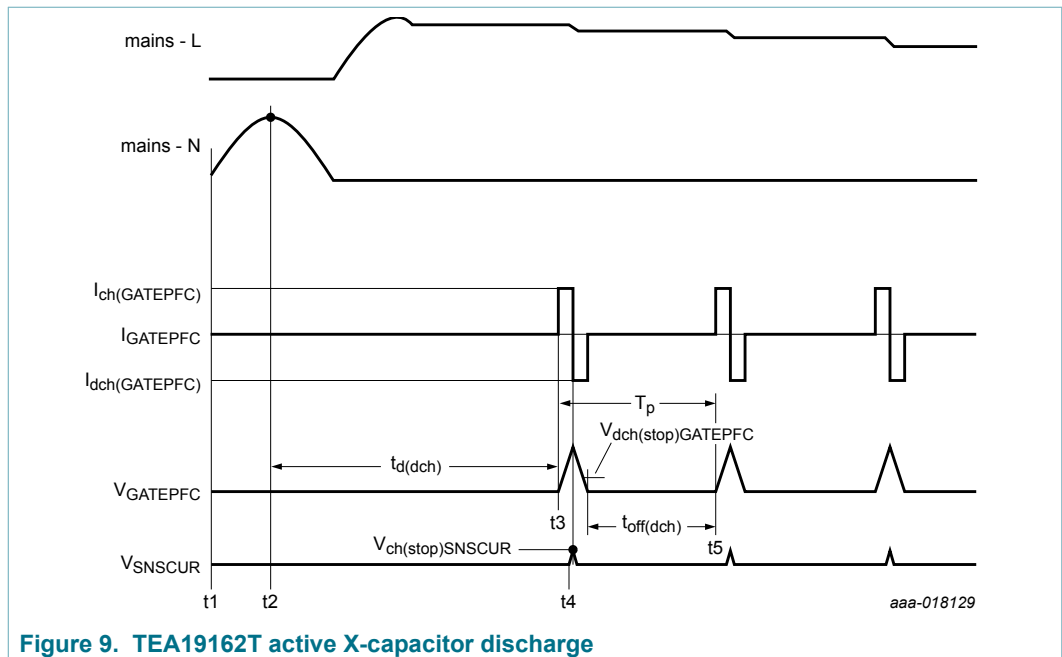 mains - L
mains - N
Ich(GATEPFC)
IGATEPFC
Idch(GATEPFC)
Tp
Vdch(stop)GATEPFC
td(dch)
VGATEPFC
t3
toff(dch)
t5
Vch(stop)SNSCUR
VSNSCUR
t1
t2
t4
aaa-018129
Figure 9. TEA19162T active X-capacitor discharge